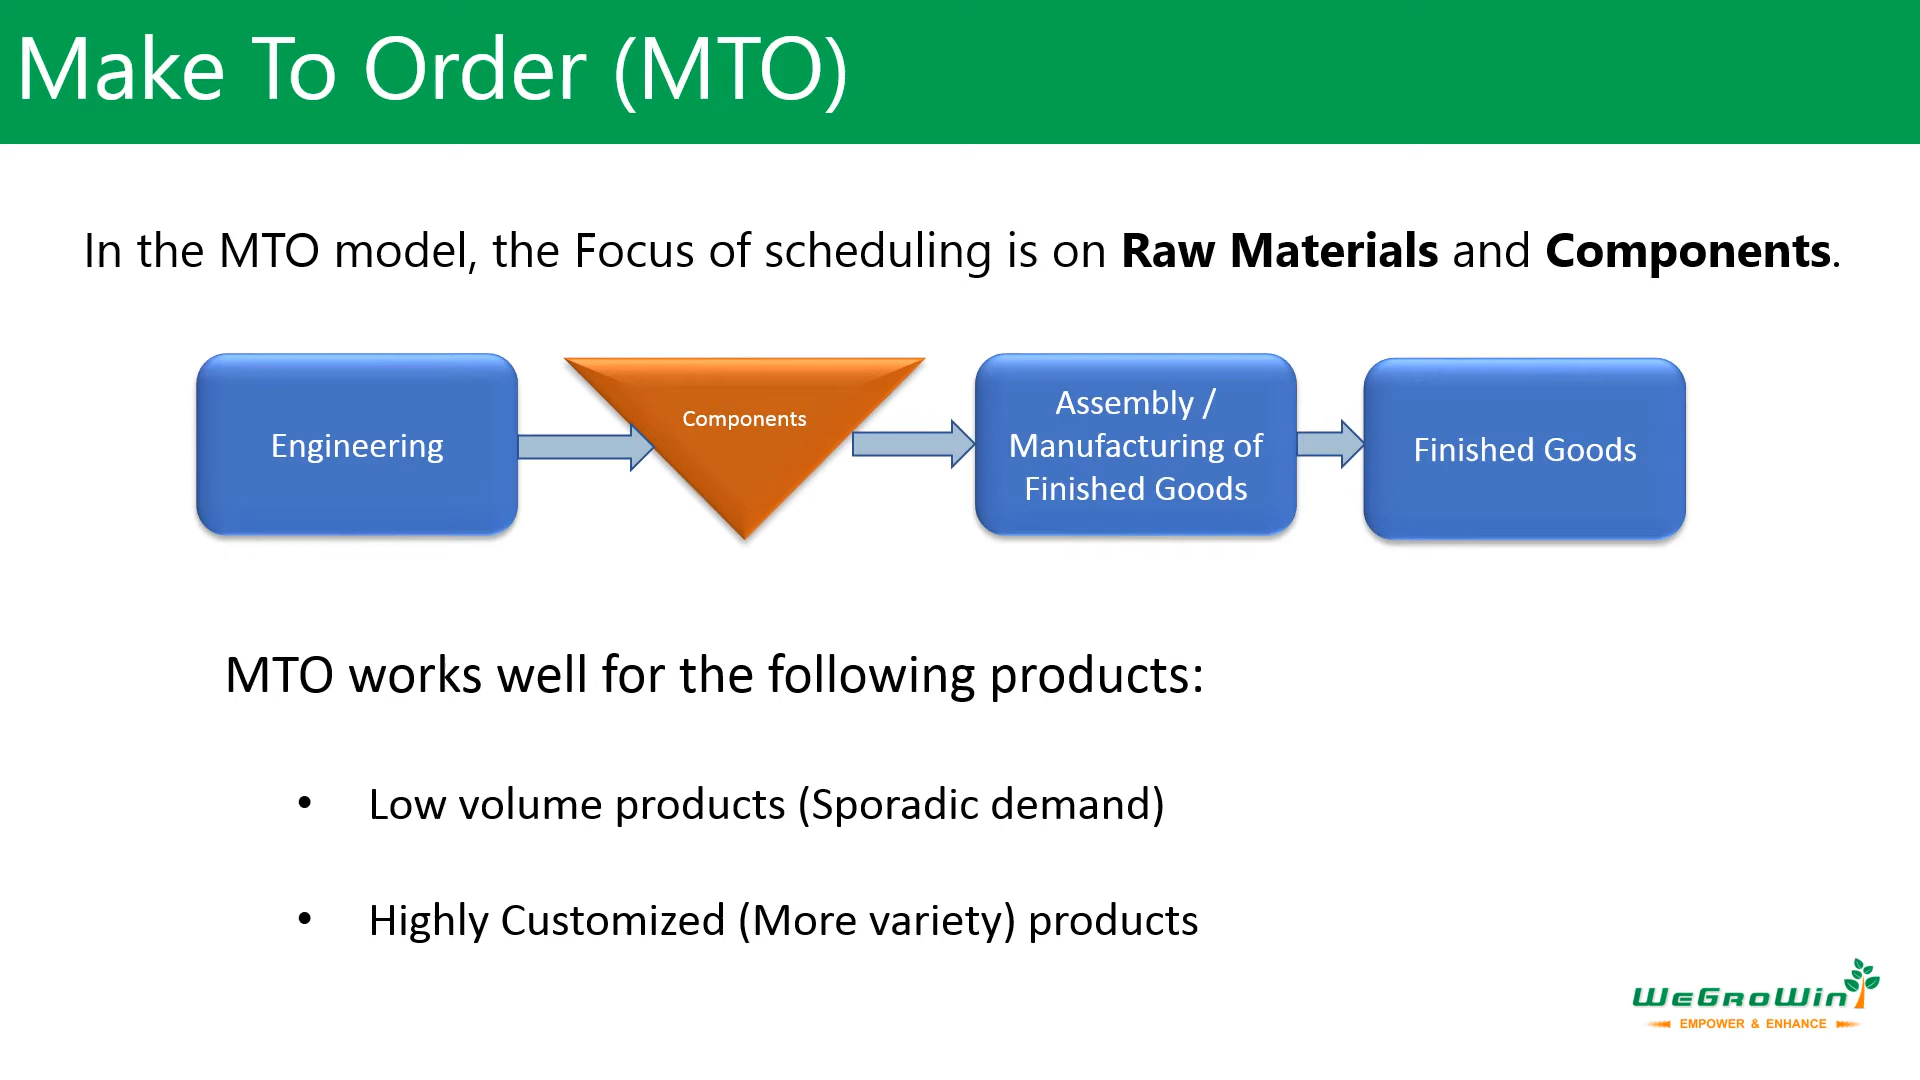 Make To Order (MTO)
In the MTO model, the Focus of scheduling is on Raw Materials and Components.
Engineering
Components
Assembly /
Manufacturing of
Finished Goods
Finished Goods
MTO works well for the following products:
• Low volume products (Sporadic demand)
• Highly Customized (More variety) products
WeGroWin
EMPOWER & ENHANCE